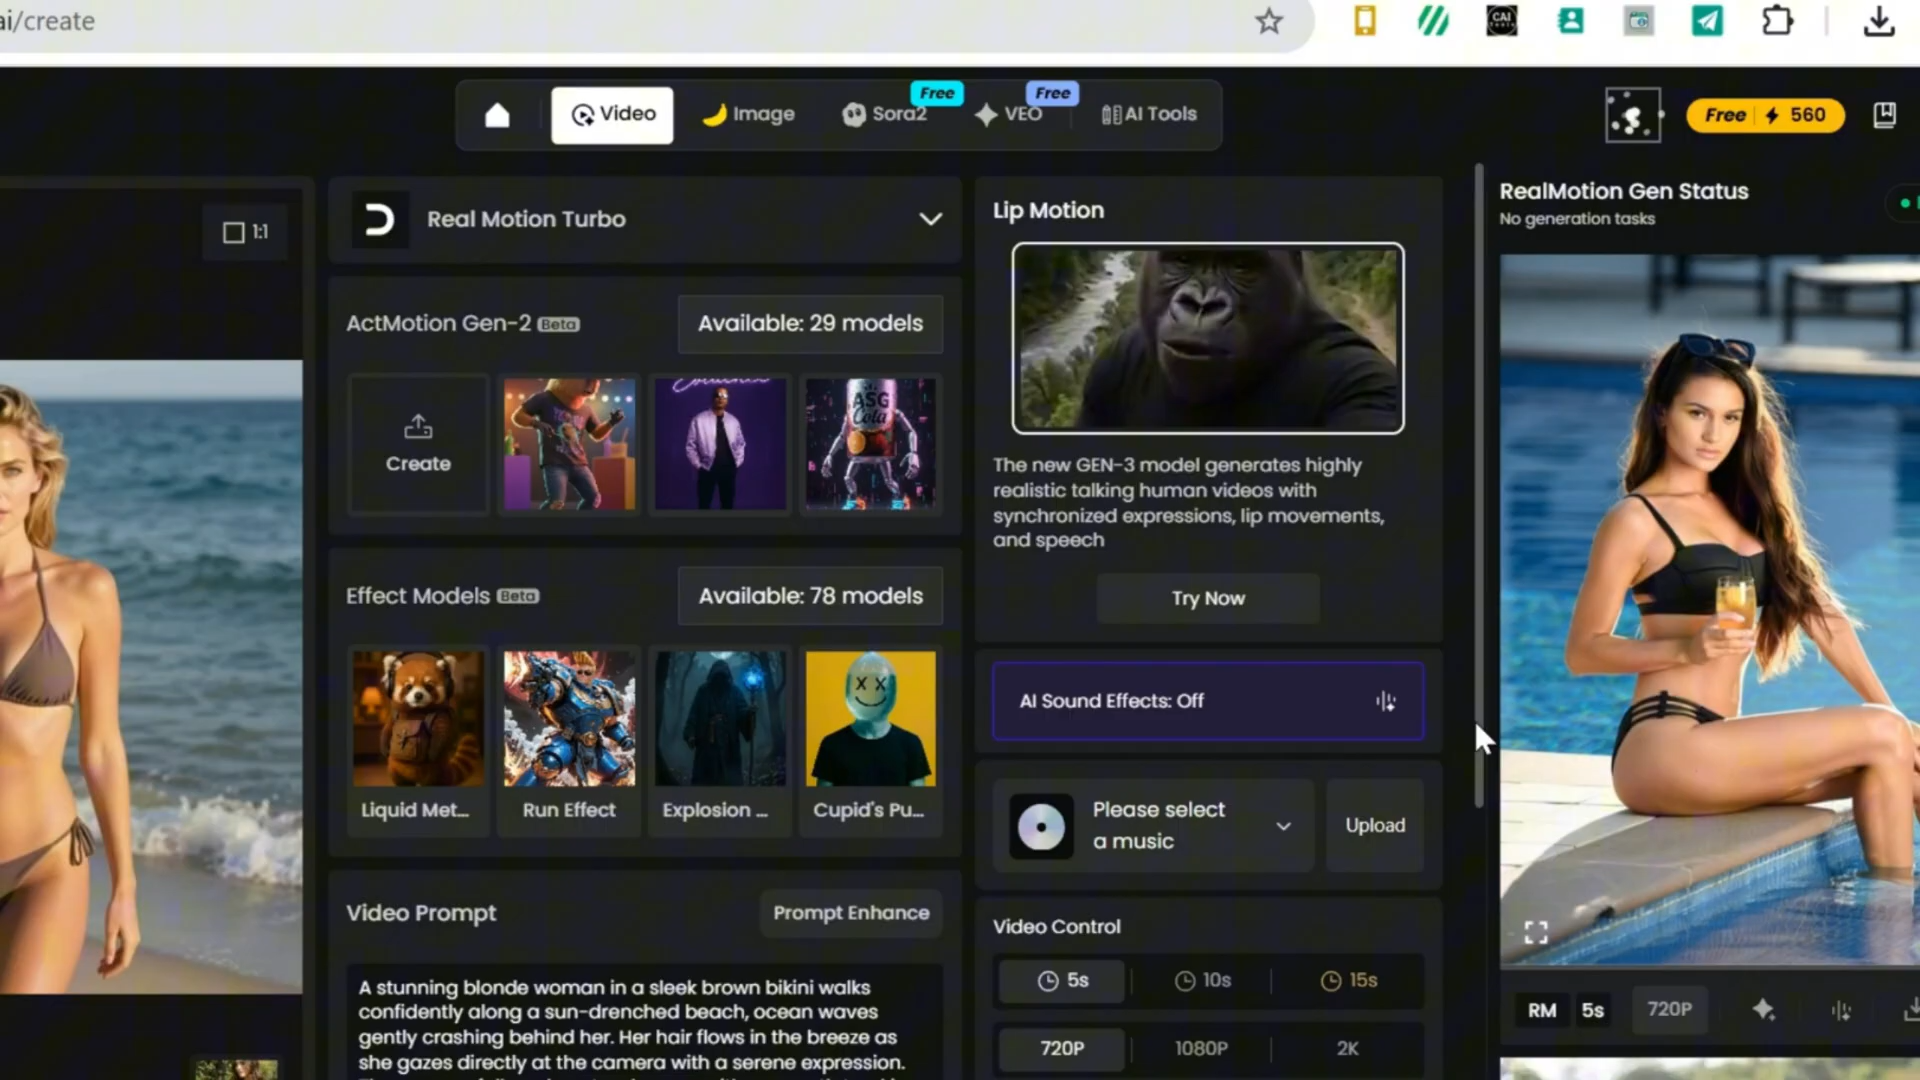 ai/create
CAI
Video
Image
Sora2
Free
VEO
Free
AI Tools
Free
560
1:1
Real Motion Turbo
ActMotion Gen-2 Beta
Available: 29 models
Create
ASG
Cola
Effect Models Beta
Available: 78 models
Liquid Met...
Run Effect
Explosion ...
Cupid's Pu...
Video Prompt
Prompt Enhance
A stunning blonde woman in a sleek brown bikini walks
confidently along a sun-drenched beach, ocean waves
gently crashing behind her. Her hair flows in the breeze as
she gazes directly at the camera with a serene expression.
Lip Motion
The new GEN-3 model generates highly
realistic talking human videos with
synchronized expressions, lip movements,
and speech
Try Now
AI Sound Effects: Off
Please select
a music
Upload
Video Control
5s
10s
15s
720P
1080P
2K
RealMotion Gen Status
No generation tasks
RM
5s
720P